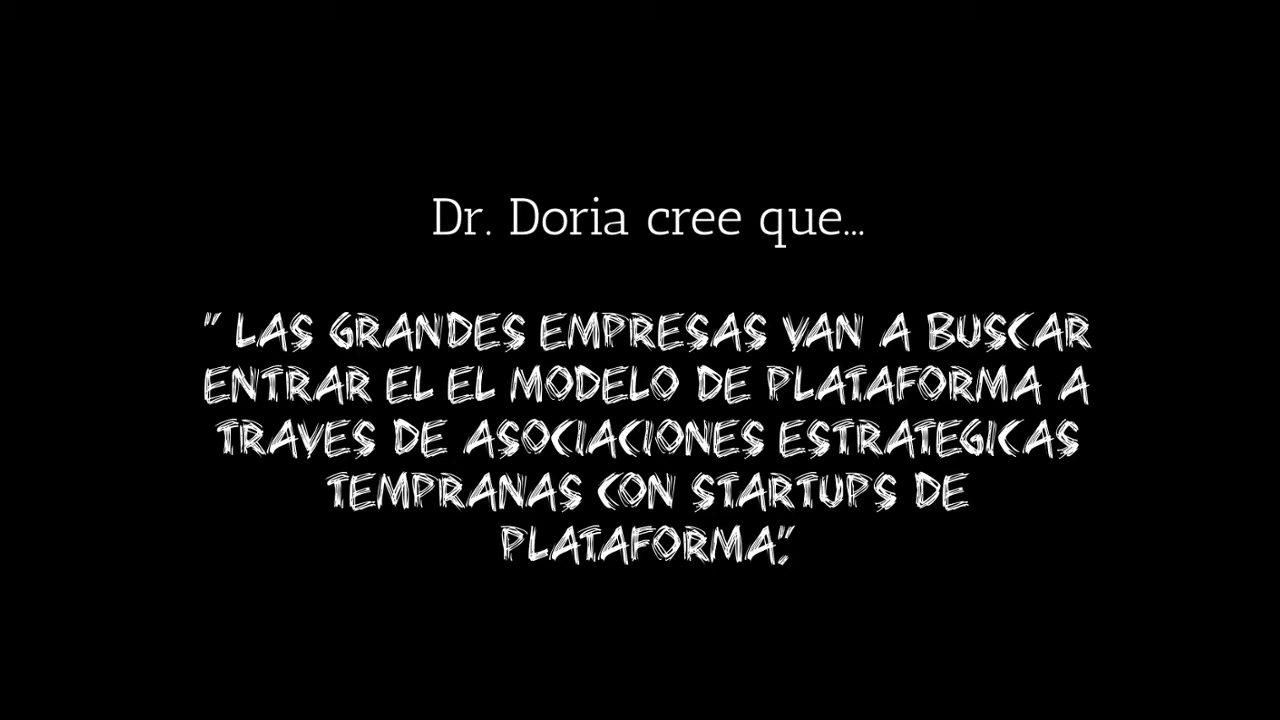 Dr. Doria cree que...
" LAS GRANDES EMPRESAS VAN A BUSCAR
ENTRAR EL EL MODELO DE PLATAFORMA A
TRAVES DE ASOCIACIONES ESTRATEGICAS
TEMPRANAS CON STARTUPS DE
PLATAFORMA",